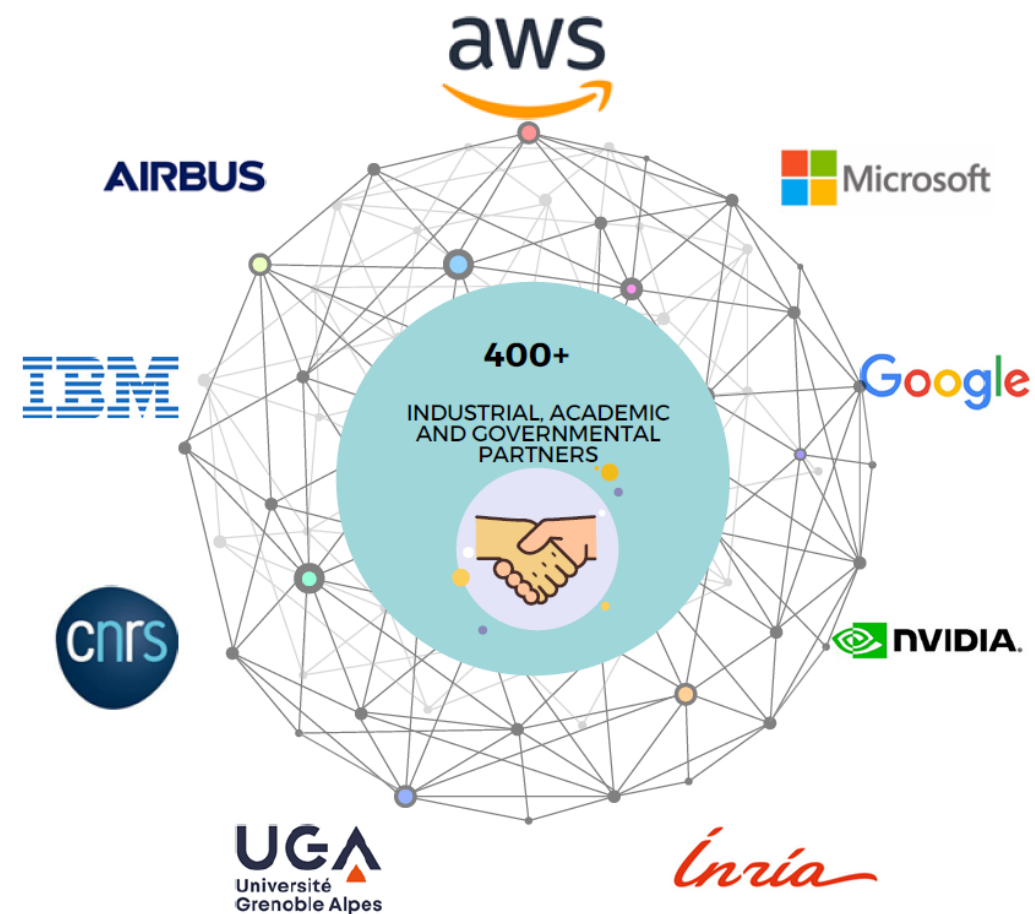 aws
AIRBUS
Microsoft
400+
IBM
Google
INDUSTRIAL, ACADEMIC
AND GOVERNMENTAL
PARTNERS
cnrs
NVIDIA.
UGA
Université
Grenoble Alpes
Inria